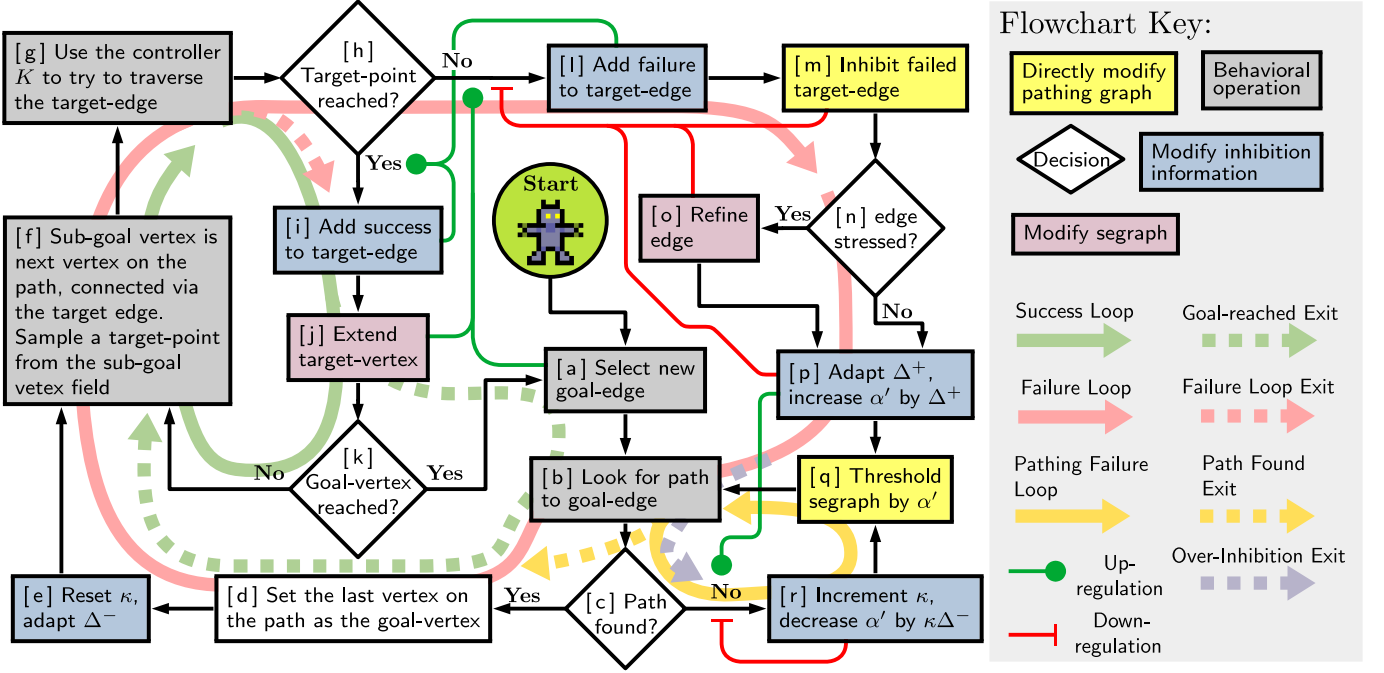 [g] Use the controller
K to try to traverse
the target-edge
[h]
Target-point
reached?
No
Yes
[l] Add failure
to target-edge
[m] Inhibit failed
target-edge
Start
[i] Add success
to target-edge
[o] Refine
edge
Yes
[n] edge
stressed?
No
[f] Sub-goal vertex is
next vertex on the
path, connected via
the target edge.
Sample a target-point
from the sub-goal
vetex field
[j] Extend
target-vertex
[a] Select new
goal-edge
[p] Adapt Δ⁺,
increase α′ by Δ⁺
[k]
Goal-vertex
reached?
No
Yes
[b] Look for path
to goal-edge
[q] Threshold
segraph by α′
[e] Reset κ,
adapt Δ⁻
[d] Set the last vertex on
the path as the goal-vertex
Yes
[c] Path
found?
No
[r] Increment κ,
decrease α′ by κΔ⁻
Flowchart Key:
Directly modify
pathing graph
Behavioral
operation
Decision
Modify inhibition
information
Modify segraph
Success Loop
Goal-reached Exit
Failure Loop
Failure Loop Exit
Pathing Failure
Loop
Path Found
Exit
Up-
regulation
Over-Inhibition Exit
Down-
regulation